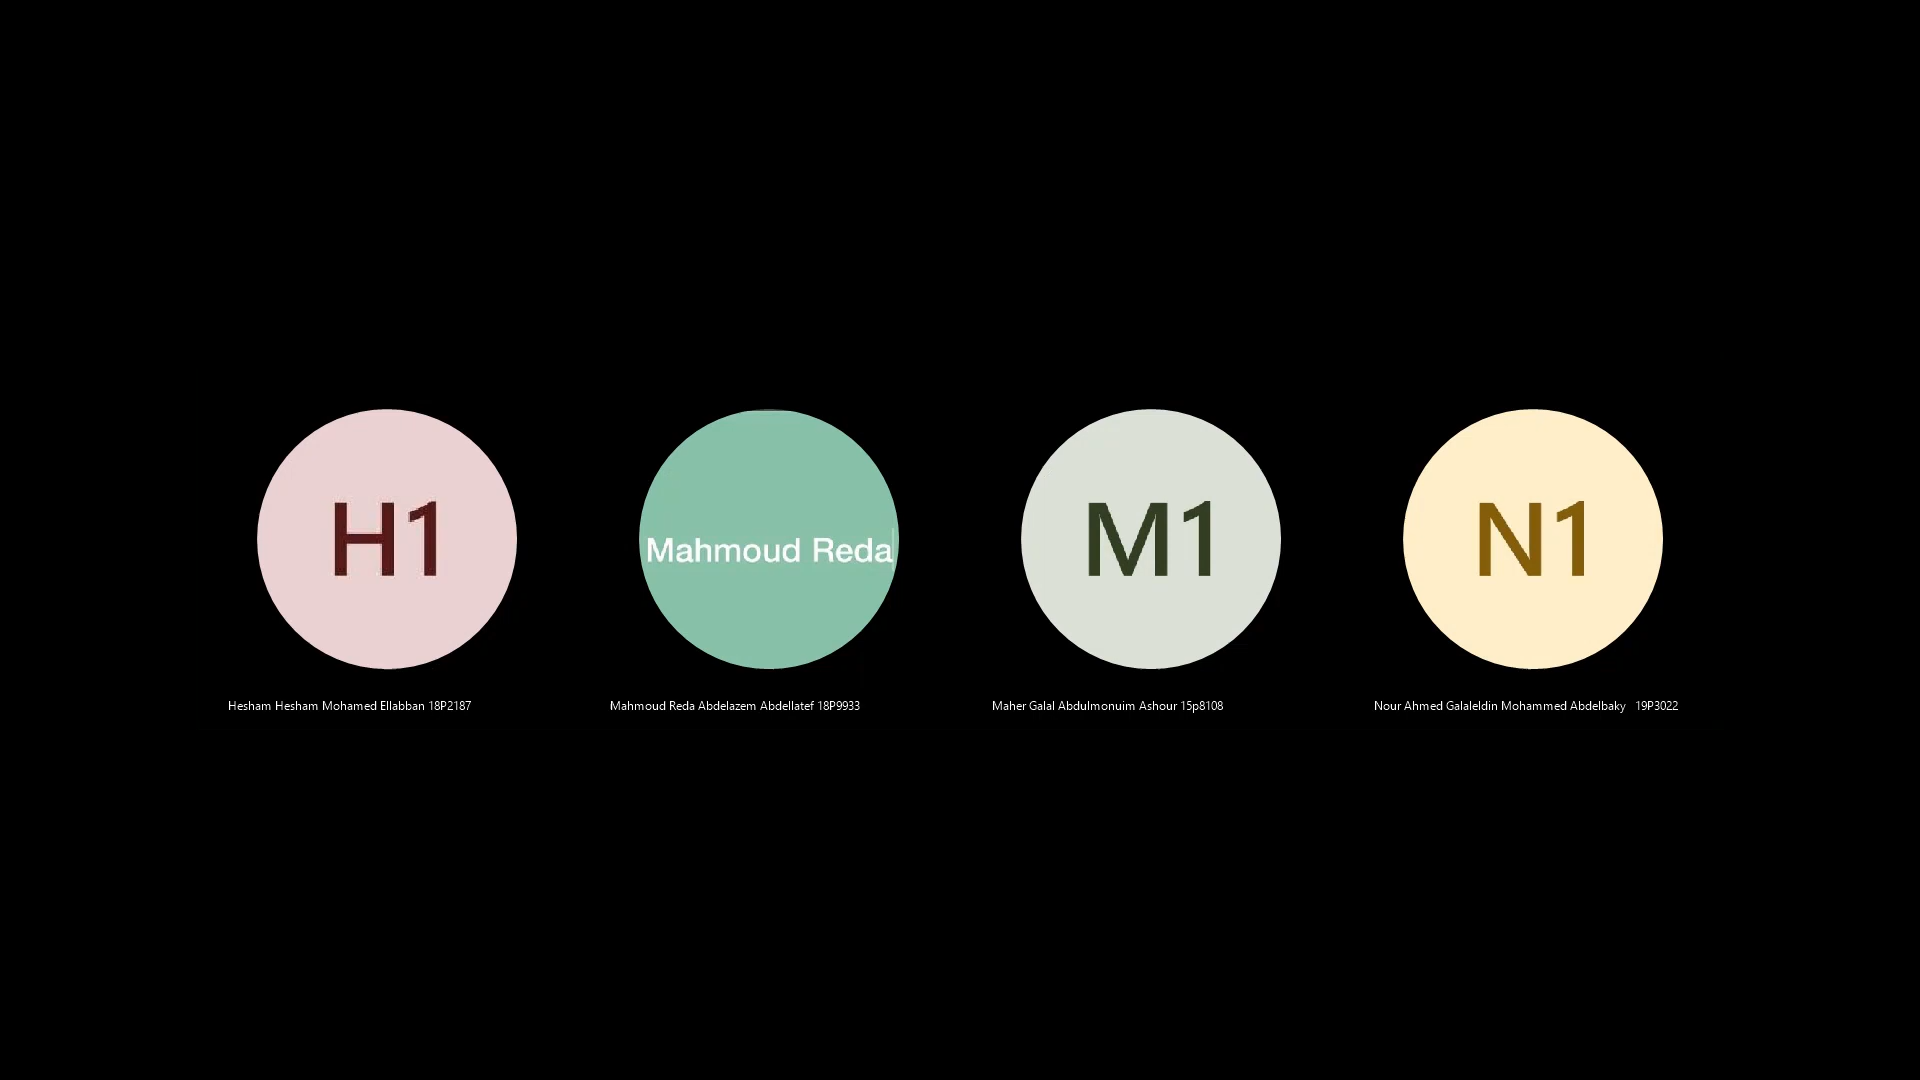 H1
Mahmoud Reda
M1
N1
Hesham Hesham Mohamed Ellabban 18P2187
Mahmoud Reda Abdelazem Abdellatef 18P9933
Maher Galal Abdulmonuim Ashour 15p8108
Nour Ahmed Galaleldin Mohammed Abdelbaky 19P3022